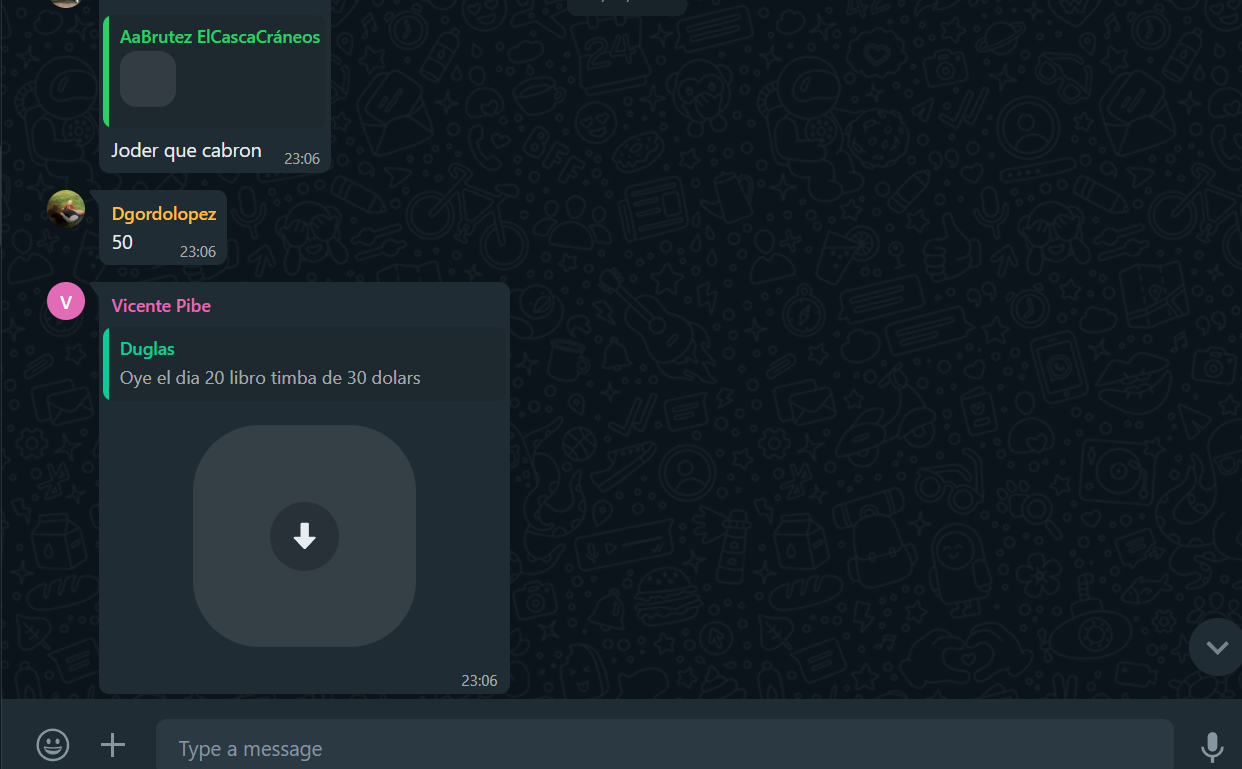 AaBrutez ElCascaCráneos
Joder que cabron
23:06
Dgordolopez
50
23:06
V
Vicente Pibe
Duglas
Oye el dia 20 libro timba de 30 dolars
23:06
Type a message